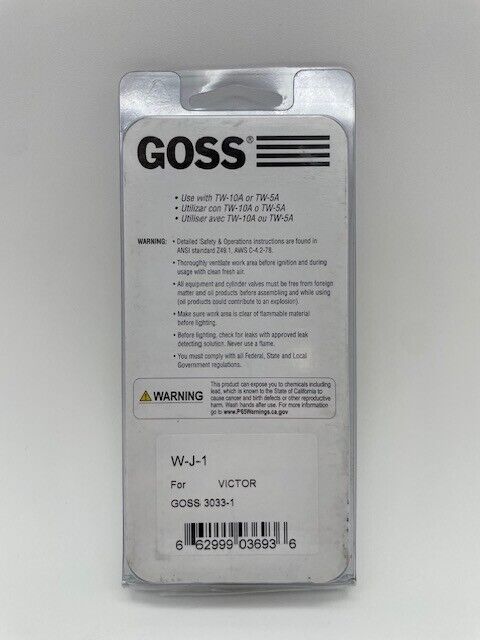 GOSS®
• Use with TW-10A or TW-5A
• Utilizar con TW-10A o TW-5A
• Utiliser avec TW-10A ou TW-5A
WARNING: • Detailed Safety & Operations instructions are found in
ANSI standard Z49.1, AWS C-4.2-78.
• Thoroughly ventilate work area before ignition and during
usage with clean fresh air.
• All equipment and cylinder valves must be free from foreign
matter and oil products before assembling and while using
(oil products could contribute to an explosion).
• Make sure work area is clear of flammable material
before lighting.
• Before lighting, check for leaks with approved leak
detecting solution. Never use a flame.
• You must comply with all Federal, State and Local
Government regulations.
WARNING
This product can expose you to chemicals including
lead, which is known to the State of California to
cause cancer and birth defects or other reproductive
harm. Wash hands after use. For more information
go to www.P65Warnings.ca.gov
W-J-1
For VICTOR
GOSS 3033-1
6 62999 03693 6